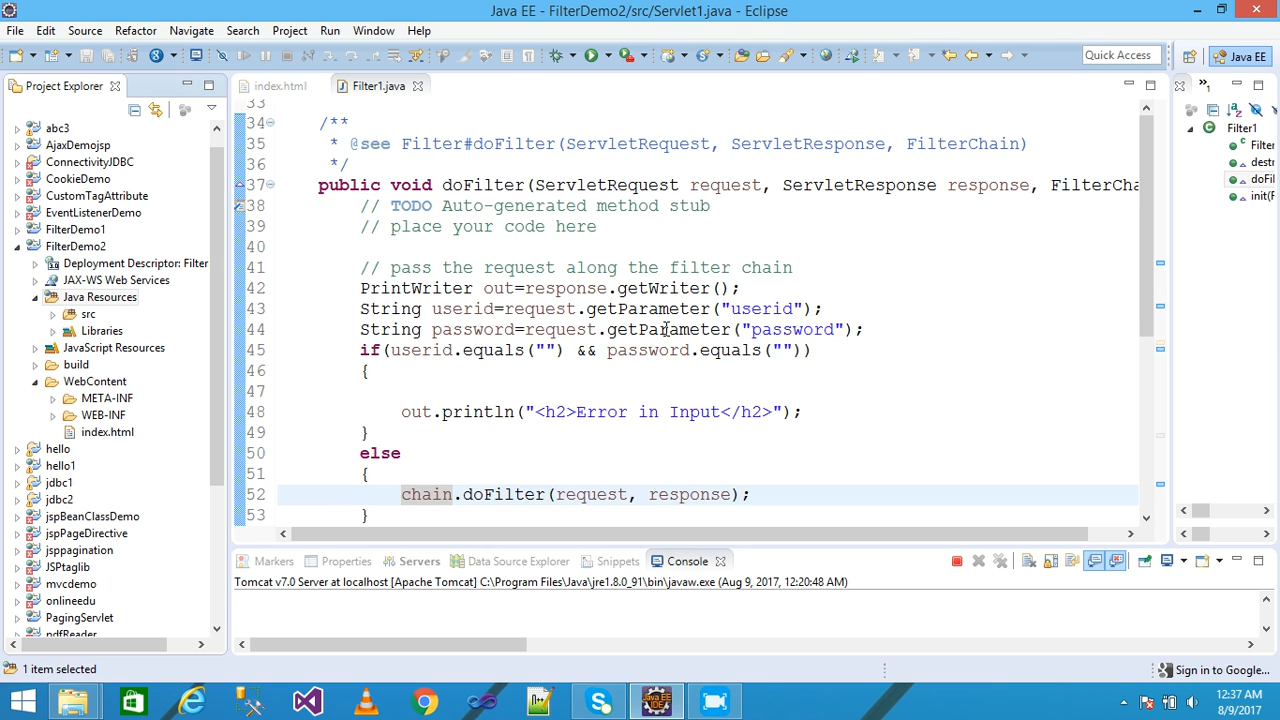 Java EE - FilterDemo2/src/Servlet1.java - Eclipse
File Edit Source Refactor Navigate Search Project Run Window Help
Quick Access
Java EE
Project Explorer
index.html
Filter1.java
1
abc3
AjaxDemojsp
ConnectivityJDBC
CookieDemo
CustomTagAttribute
EventListenerDemo
FilterDemo1
FilterDemo2
Deployment Descriptor: Filter
JAX-WS Web Services
Java Resources
src
Libraries
JavaScript Resources
build
WebContent
META-INF
WEB-INF
index.html
hello
hello1
jdbc1
jdbc2
jspBeanClassDemo
jspPageDirective
jsppagination
JSPtaglib
mvcdemo
onlineedu
PagingServlet
pdfReader
33
34 /**
35 * @see Filter#doFilter(ServletRequest, ServletResponse, FilterChain)
36 */
37 public void doFilter(ServletRequest request, ServletResponse response, FilterCha
38 // TODO Auto-generated method stub
39 // place your code here
40
41 // pass the request along the filter chain
42 PrintWriter out=response.getWriter();
43 String userid=request.getParameter("userid");
44 String password=request.getParameter("password");
45 if(userid.equals("") && password.equals(""))
46 {
47
48 out.println("<h2>Error in Input</h2>");
49 }
50 else
51 {
52 chain.doFilter(request, response);
53 }
Filter1
Filter
destr
doFil
init(F
Markers Properties Servers Data Source Explorer Snippets Console
Tomcat v7.0 Server at localhost [Apache Tomcat] C:\Program Files\Java\jre1.8.0_91\bin\javaw.exe (Aug 9, 2017, 12:20:48 AM)
1 item selected
Sign in to Google...
12:37 AM
8/9/2017